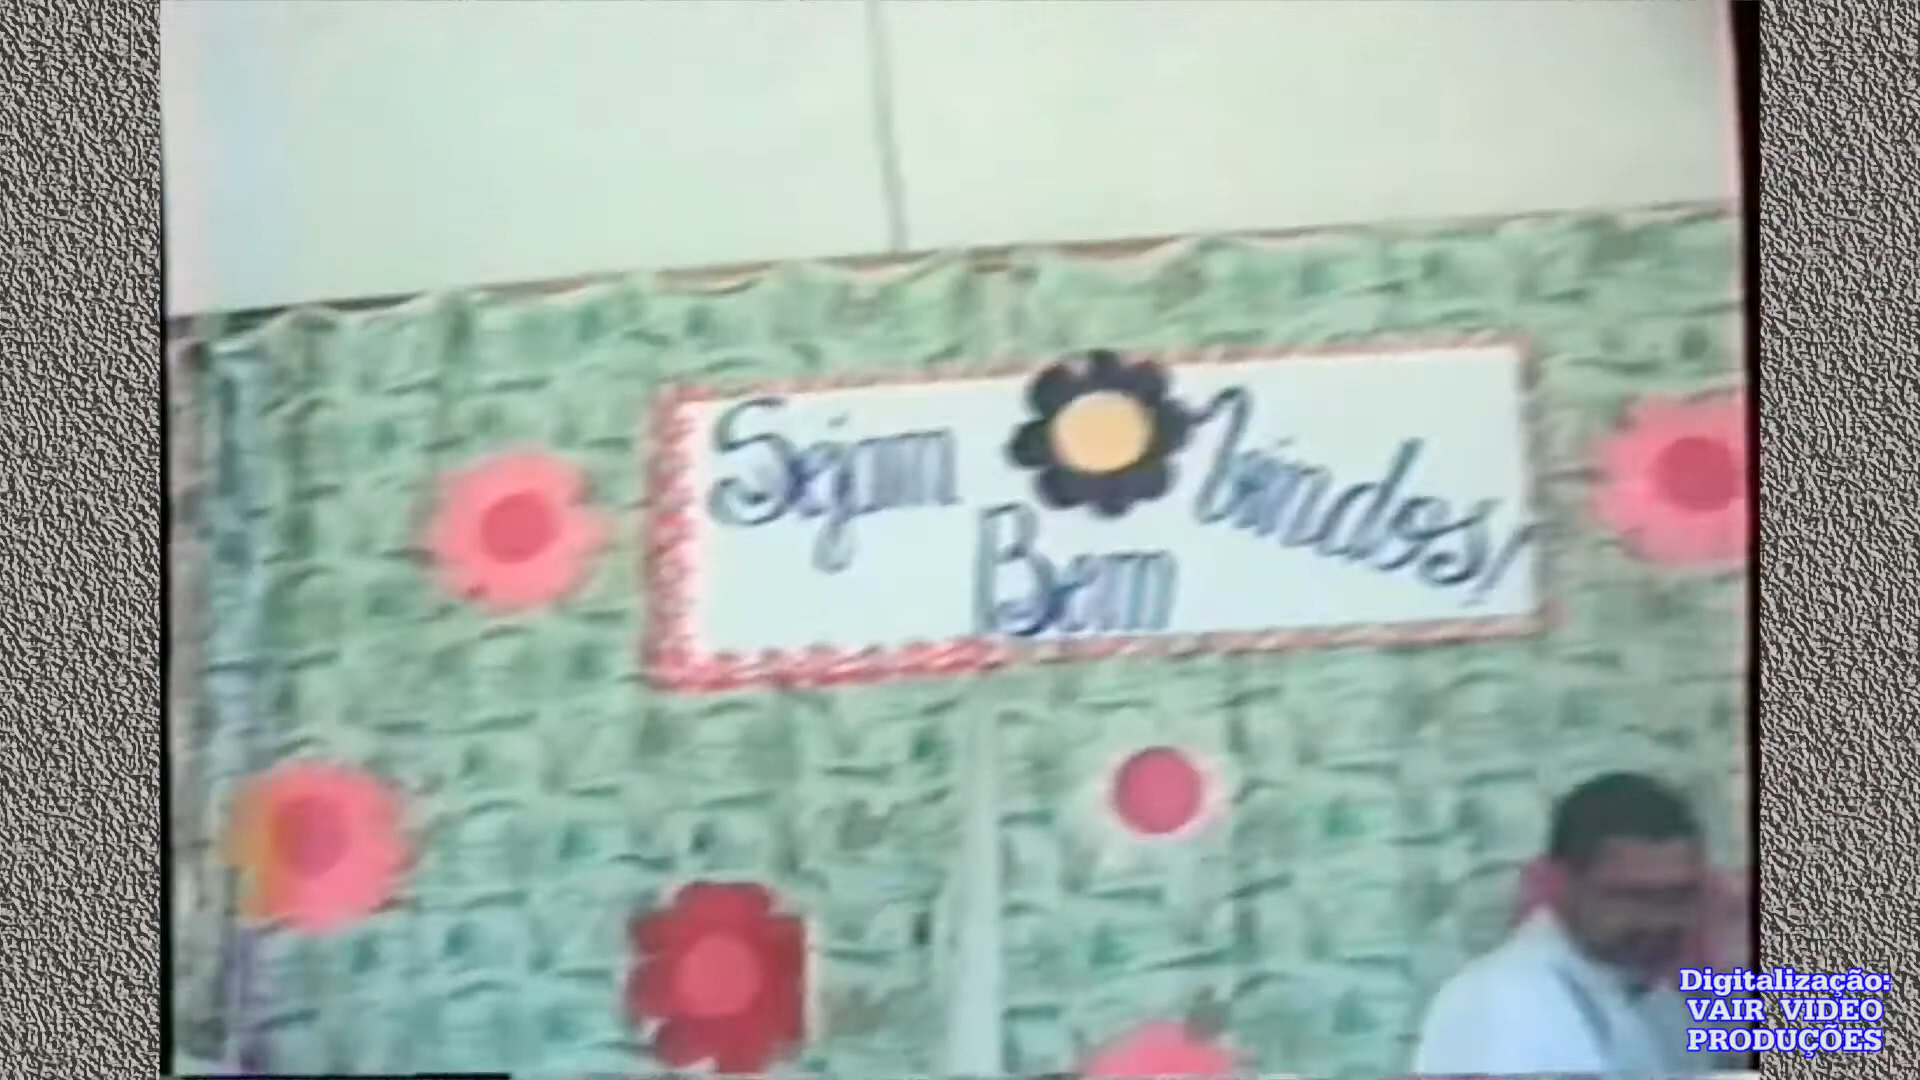 Sejam
Bem
Vindos!
Digitalização:
VAIR VIDEO
PRODUÇÕES